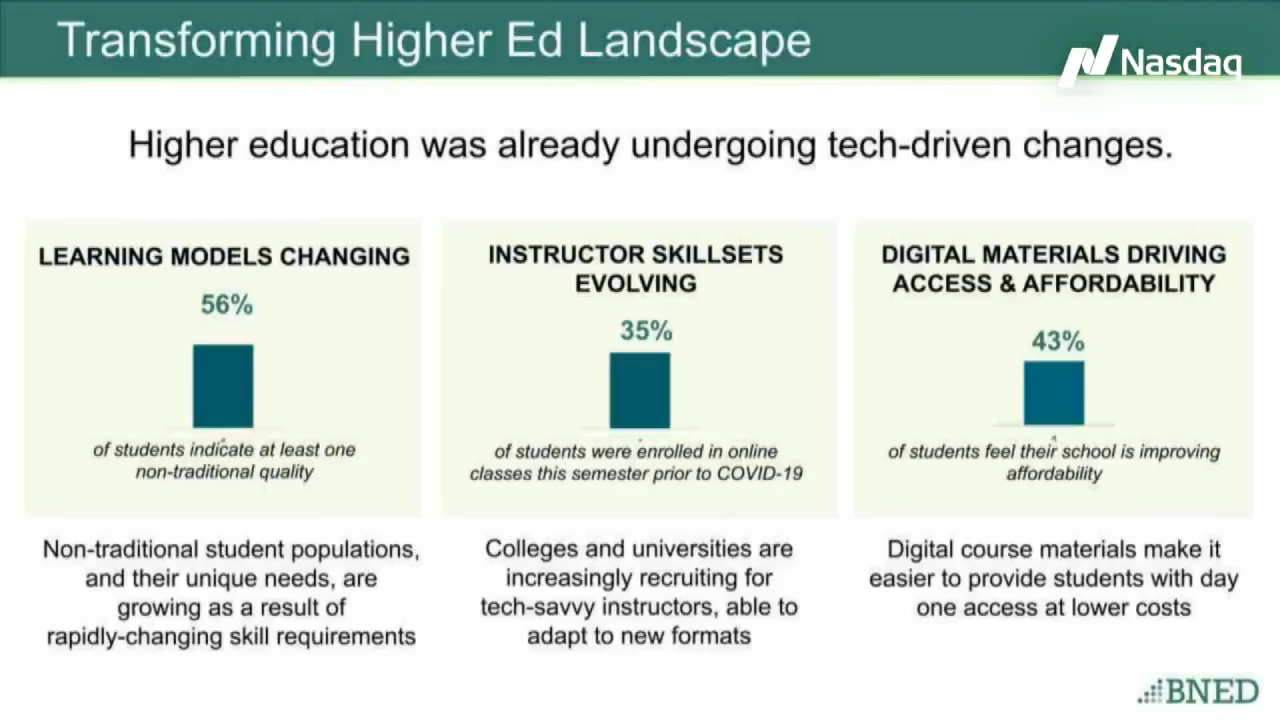 Transforming Higher Ed Landscape
Nasdaq
Higher education was already undergoing tech-driven changes.
LEARNING MODELS CHANGING
56%
of students indicate at least one
non-traditional quality
Non-traditional student populations,
and their unique needs, are
growing as a result of
rapidly-changing skill requirements
INSTRUCTOR SKILLSETS
EVOLVING
35%
of students were enrolled in online
classes this semester prior to COVID-19
Colleges and universities are
increasingly recruiting for
tech-savvy instructors, able to
adapt to new formats
DIGITAL MATERIALS DRIVING
ACCESS & AFFORDABILITY
43%
of students feel their school is improving
affordability
Digital course materials make it
easier to provide students with day
one access at lower costs
BNED